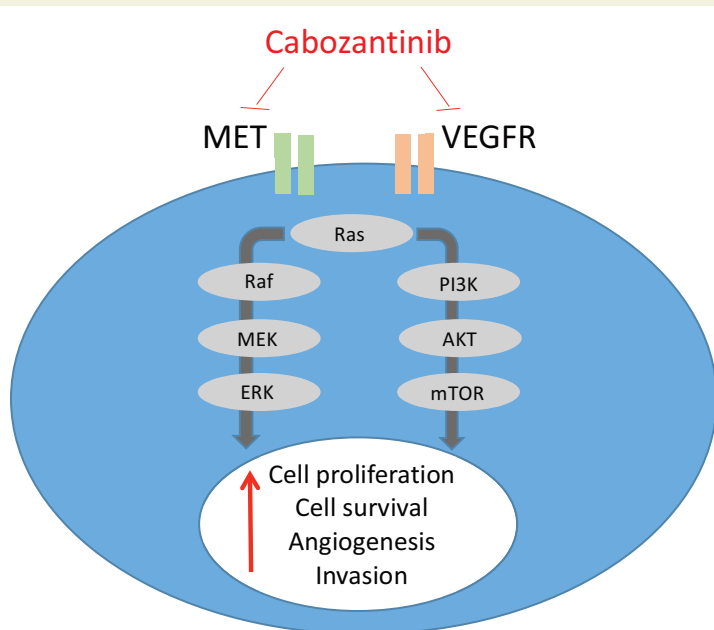 Cabozantinib
MET
VEGFR
Ras
Raf
PI3K
MEK
AKT
ERK
mTOR
Cell proliferation
Cell survival
Angiogenesis
Invasion